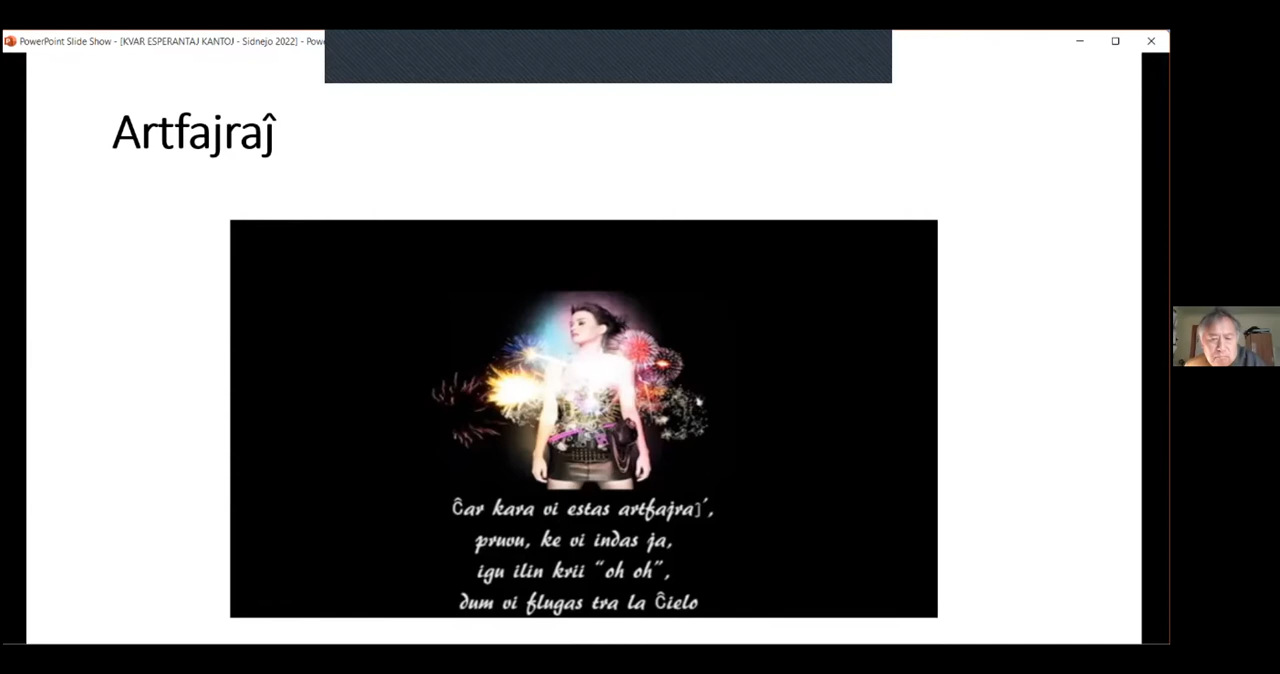 PowerPoint Slide Show - [KVAR ESPERANTAJ KANTOJ - Sidnejo 2022] - Powe
Artfajraĵ
Ĉar kara vi estas artfajraĵ',
pruvu, ke vi indas ja,
igu ilin krii "oh oh",
dum vi flugas tra la Ĉielo